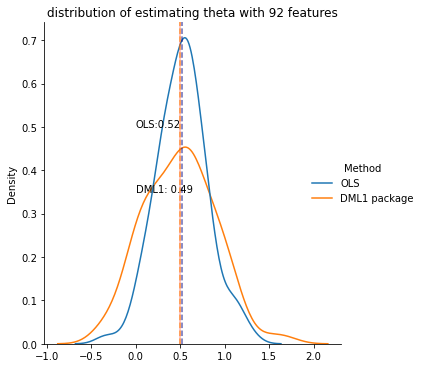 distribution of estimating theta with 92 features
0.7
0.6
0.5
0.4
0.3
0.2
0.1
0.0
Density
OLS:0.52
DML1: 0.49
Method
OLS
DML1 package
−1.0 −0.5 0.0 0.5 1.0 1.5 2.0